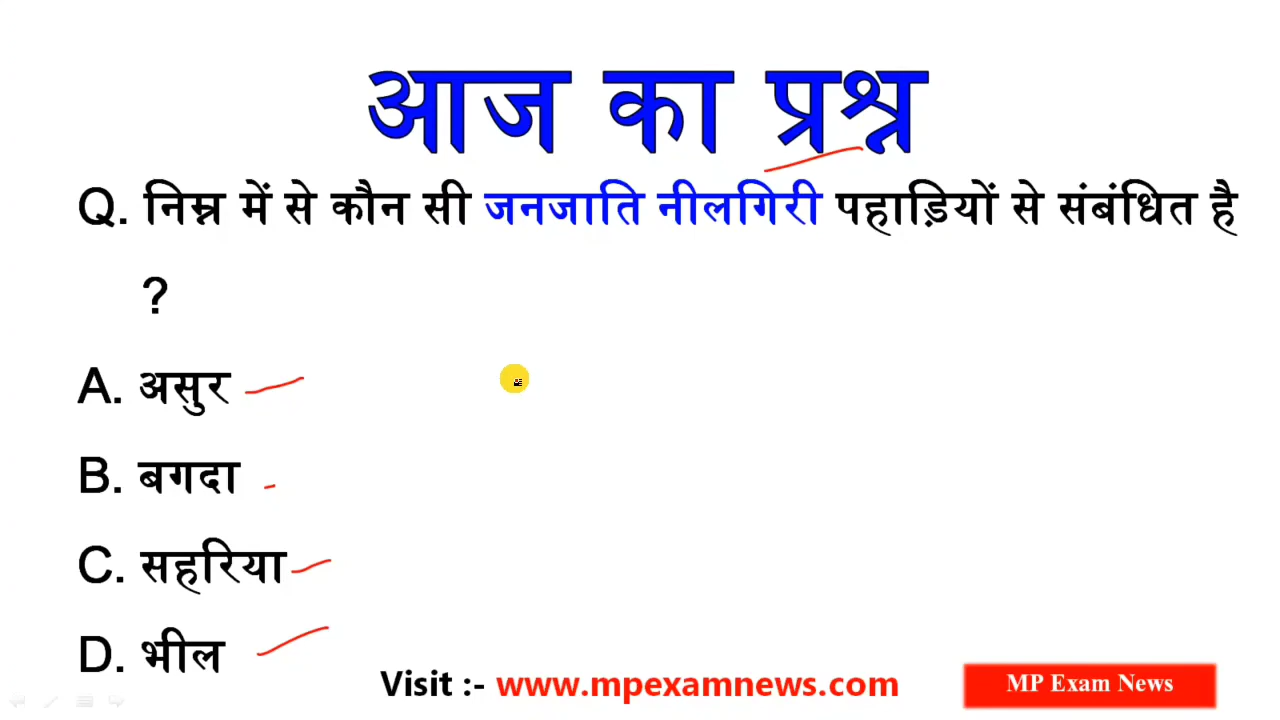 आज का प्रश्न
Q. निम्न में से कौन सी जनजाति नीलगिरी पहाड़ियों से संबंधित है
?
A. असुर
B. बगदा
C. सहरिया
D. भील
Visit :- www.mpexamnews.com
MP Exam News